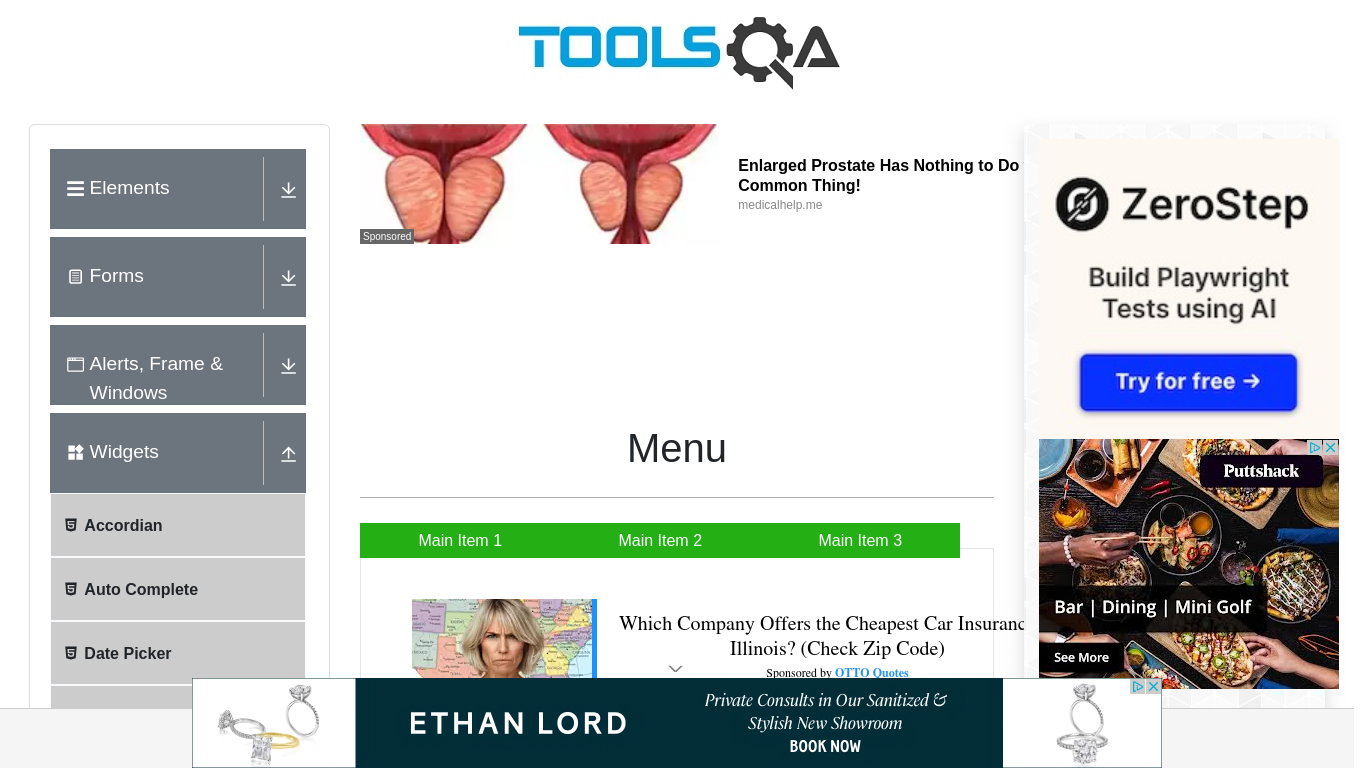 TOOLSQA
Elements
Forms
Alerts, Frame &
Windows
Widgets
Accordian
Auto Complete
Date Picker
Sponsored
Enlarged Prostate Has Nothing to Do
Common Thing!
medicalhelp.me
Menu
Main Item 1
Main Item 2
Main Item 3
Which Company Offers the Cheapest Car Insuranc
Illinois? (Check Zip Code)
Sponsored by OTTO Quotes
ZeroStep
Build Playwright
Tests using AI
Try for free →
Puttshack
Bar | Dining | Mini Golf
See More
ETHAN LORD
Private Consults in Our Sanitized &
Stylish New Showroom
BOOK NOW